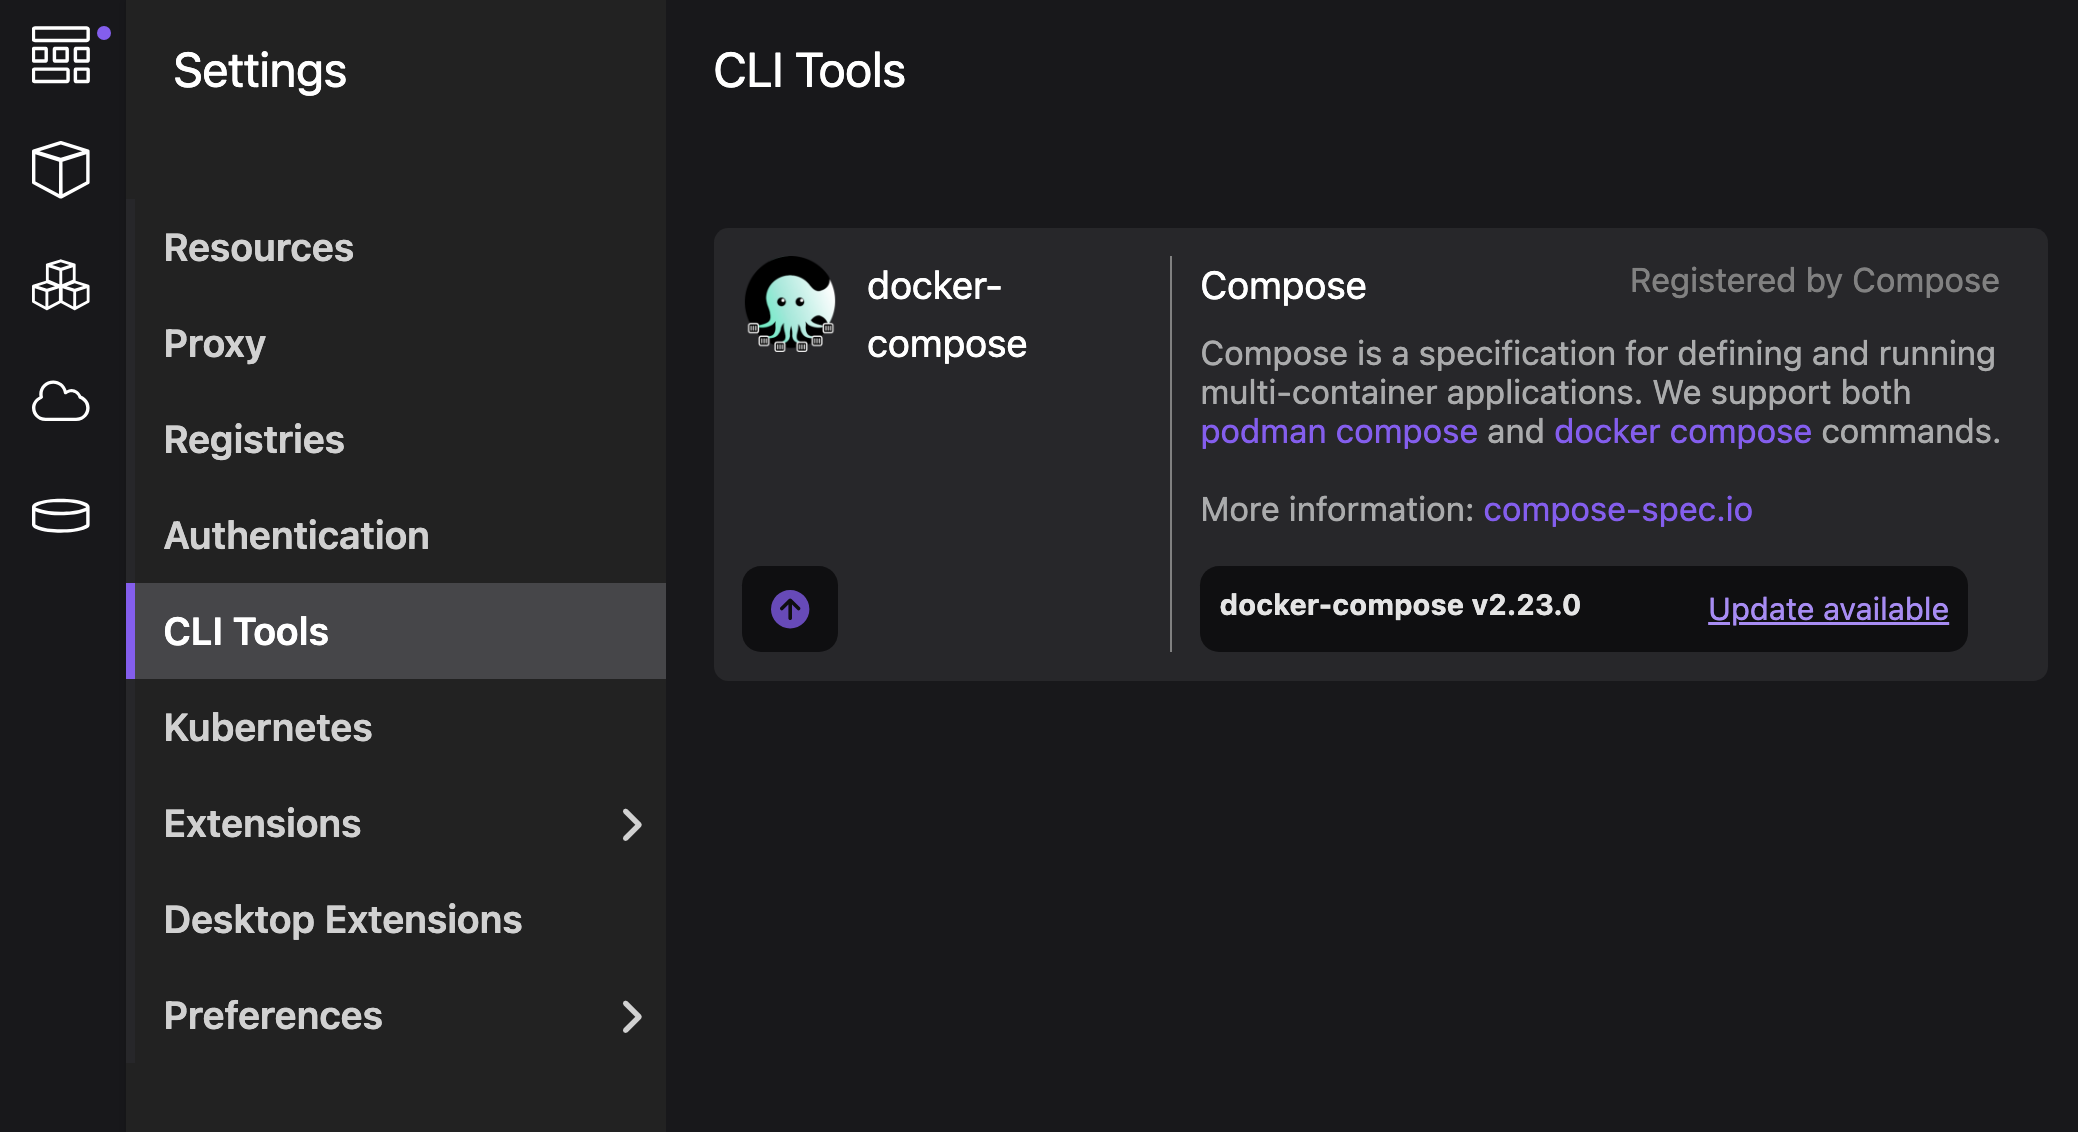 Settings
Resources
Proxy
Registries
Authentication
CLI Tools
Kubernetes
Extensions
Desktop Extensions
Preferences
CLI Tools
docker-
compose
Compose
Registered by Compose
Compose is a specification for defining and running
multi-container applications. We support both
podman compose and docker compose commands.
More information: compose-spec.io
docker-compose v2.23.0
Update available